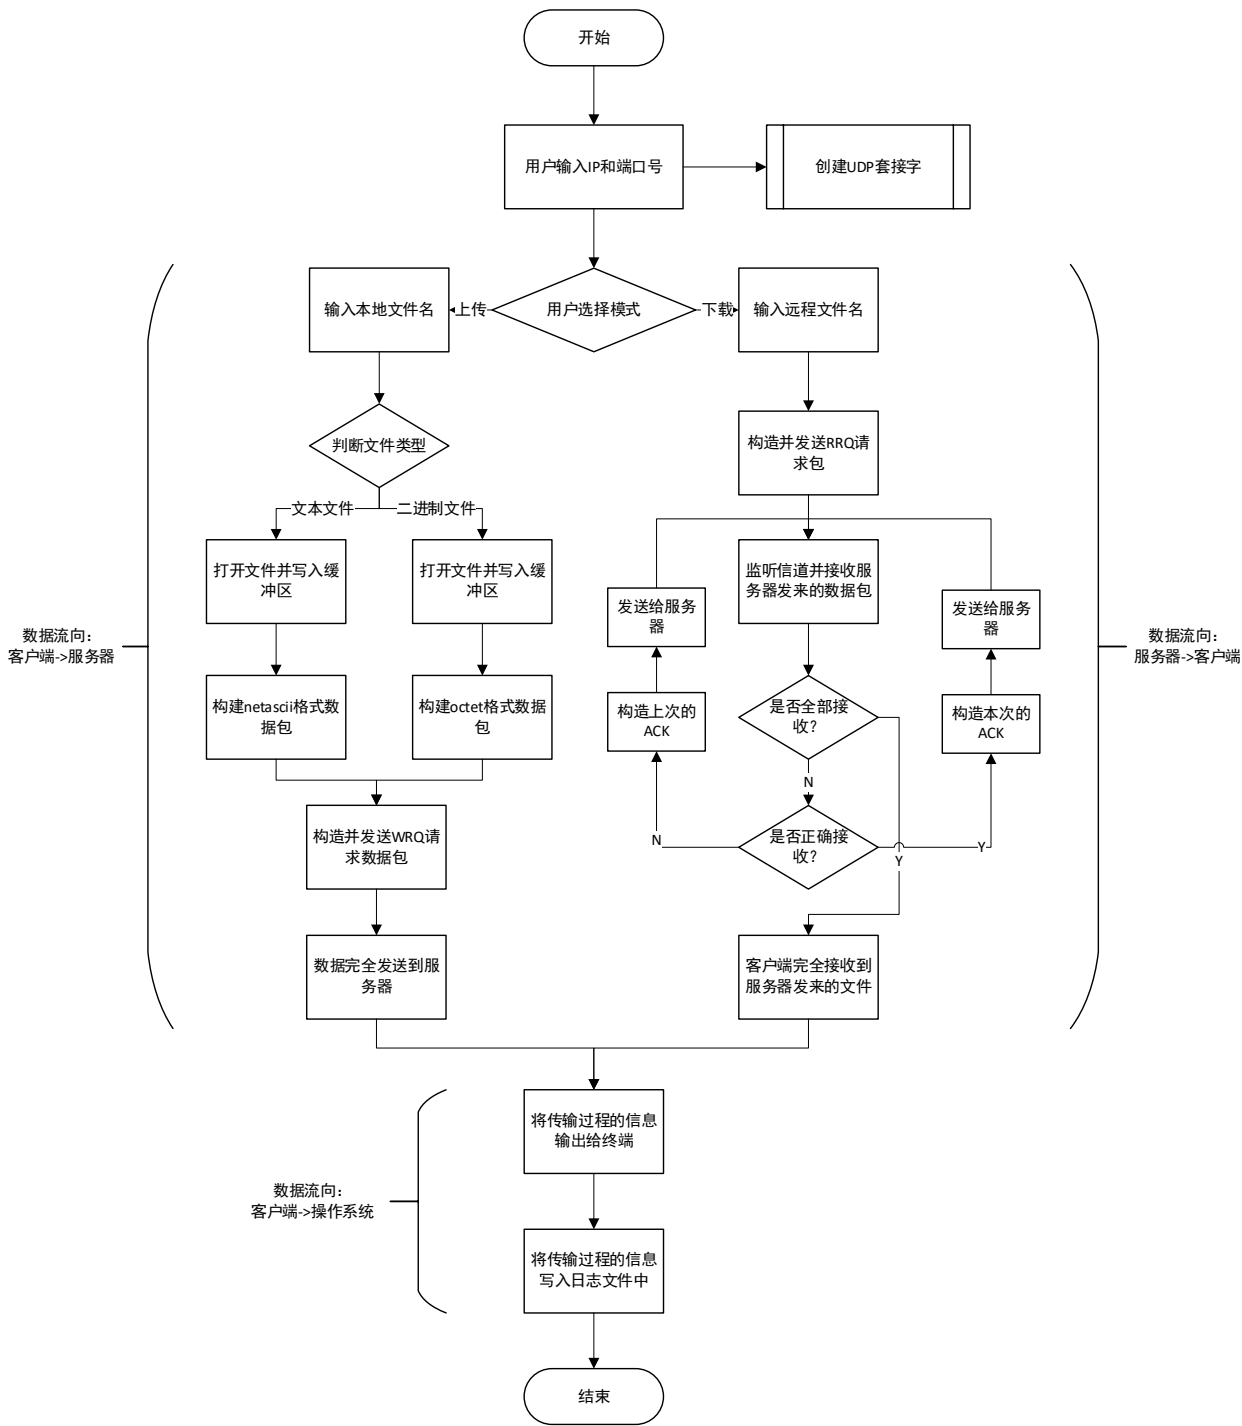 开始
用户输入IP和端口号
创建UDP套接字
输入本地文件名
上传
用户选择模式
下载
输入远程文件名
判断文件类型
构造并发送RRQ请
求包
文本文件
二进制文件
打开文件并写入缓
冲区
打开文件并写入缓
冲区
监听信道并接收服
务器发来的数据包
发送给服务
器
发送给服务
器
数据流向：
客户端->服务器
数据流向：
服务器->客户端
构建netascii格式数
据包
构建octet格式数据
包
构造上次的
ACK
是否全部接
收？
构造本次的
ACK
N
构造并发送WRQ请
求数据包
N
是否正确接
收？
Y
Y
数据完全发送到服
务器
客户端完全接收到
服务器发来的文件
将传输过程的信息
输出给终端
数据流向：
客户端->操作系统
将传输过程的信息
写入日志文件中
结束